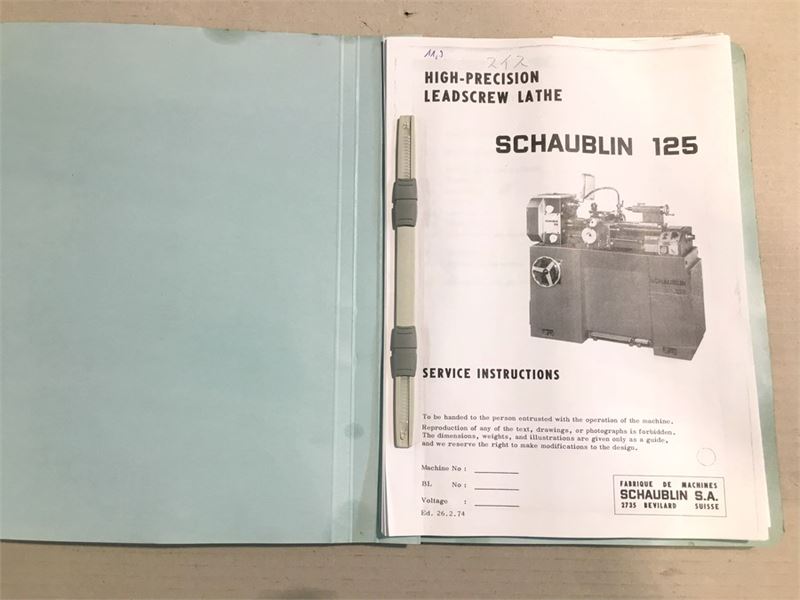 スイス
HIGH-PRECISION
LEADSCREW LATHE
SCHAUBLIN 125
SCHAUBLIN
SCHAUBLIN
SERVICE INSTRUCTIONS
To be handed to the person entrusted with the operation of the machine.
Reproduction of any of the text, drawings, or photographs is forbidden.
The dimensions, weights, and illustrations are given only as a guide,
and we reserve the right to make modifications to the design.
Machine No :
BL No :
Voltage :
Ed. 26.2.74
FABRIQUE DE MACHINES
SCHAUBLIN S.A.
2735 BEVILARD SUISSE